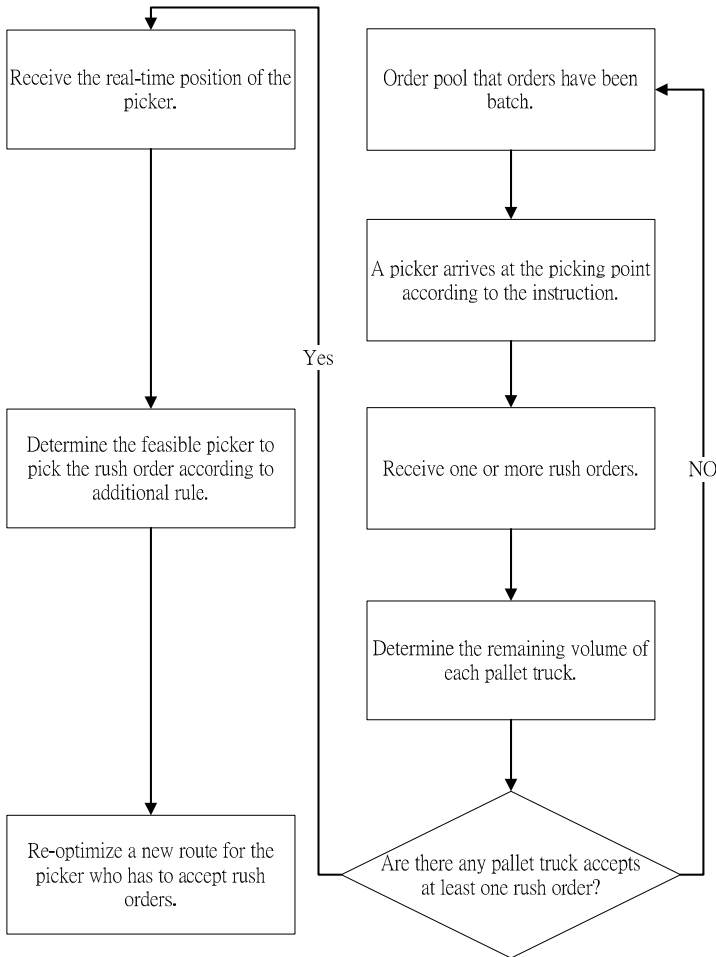 Order pool that orders have been
batch.
A picker arrives at the picking point
according to the instruction.
Receive one or more rush orders.
Determine the remaining volume of
each pallet truck.
Are there any pallet truck accepts
at least one rush order?
NO
Yes
Receive the real-time position of the
picker.
Determine the feasible picker to
pick the rush order according to
additional rule.
Re-optimize a new route for the
picker who has to accept rush
orders.